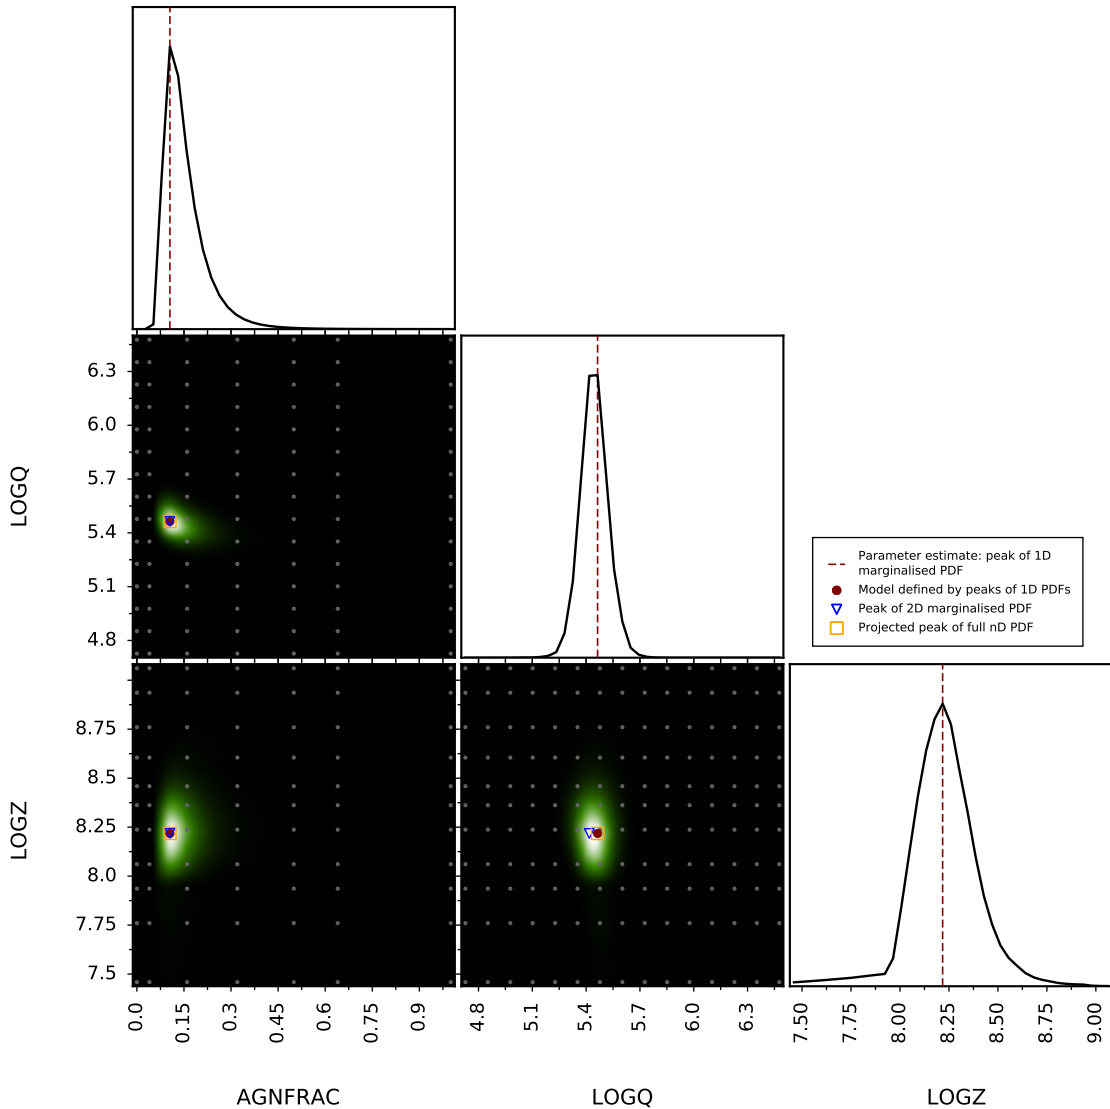 6.3
6.0
5.7
5.4
5.1
4.8
LOGQ
Parameter estimate: peak of 1D
marginalised PDF
Model defined by peaks of 1D PDFs
Peak of 2D marginalised PDF
Projected peak of full nD PDF
8.75
8.5
8.25
8.0
7.75
7.5
LOGZ
0.0 0.15 0.3 0.45 0.6 0.75 0.9
4.8 5.1 5.4 5.7 6.0 6.3
7.50 7.75 8.00 8.25 8.50 8.75 9.00
AGNFRAC
LOGQ
LOGZ